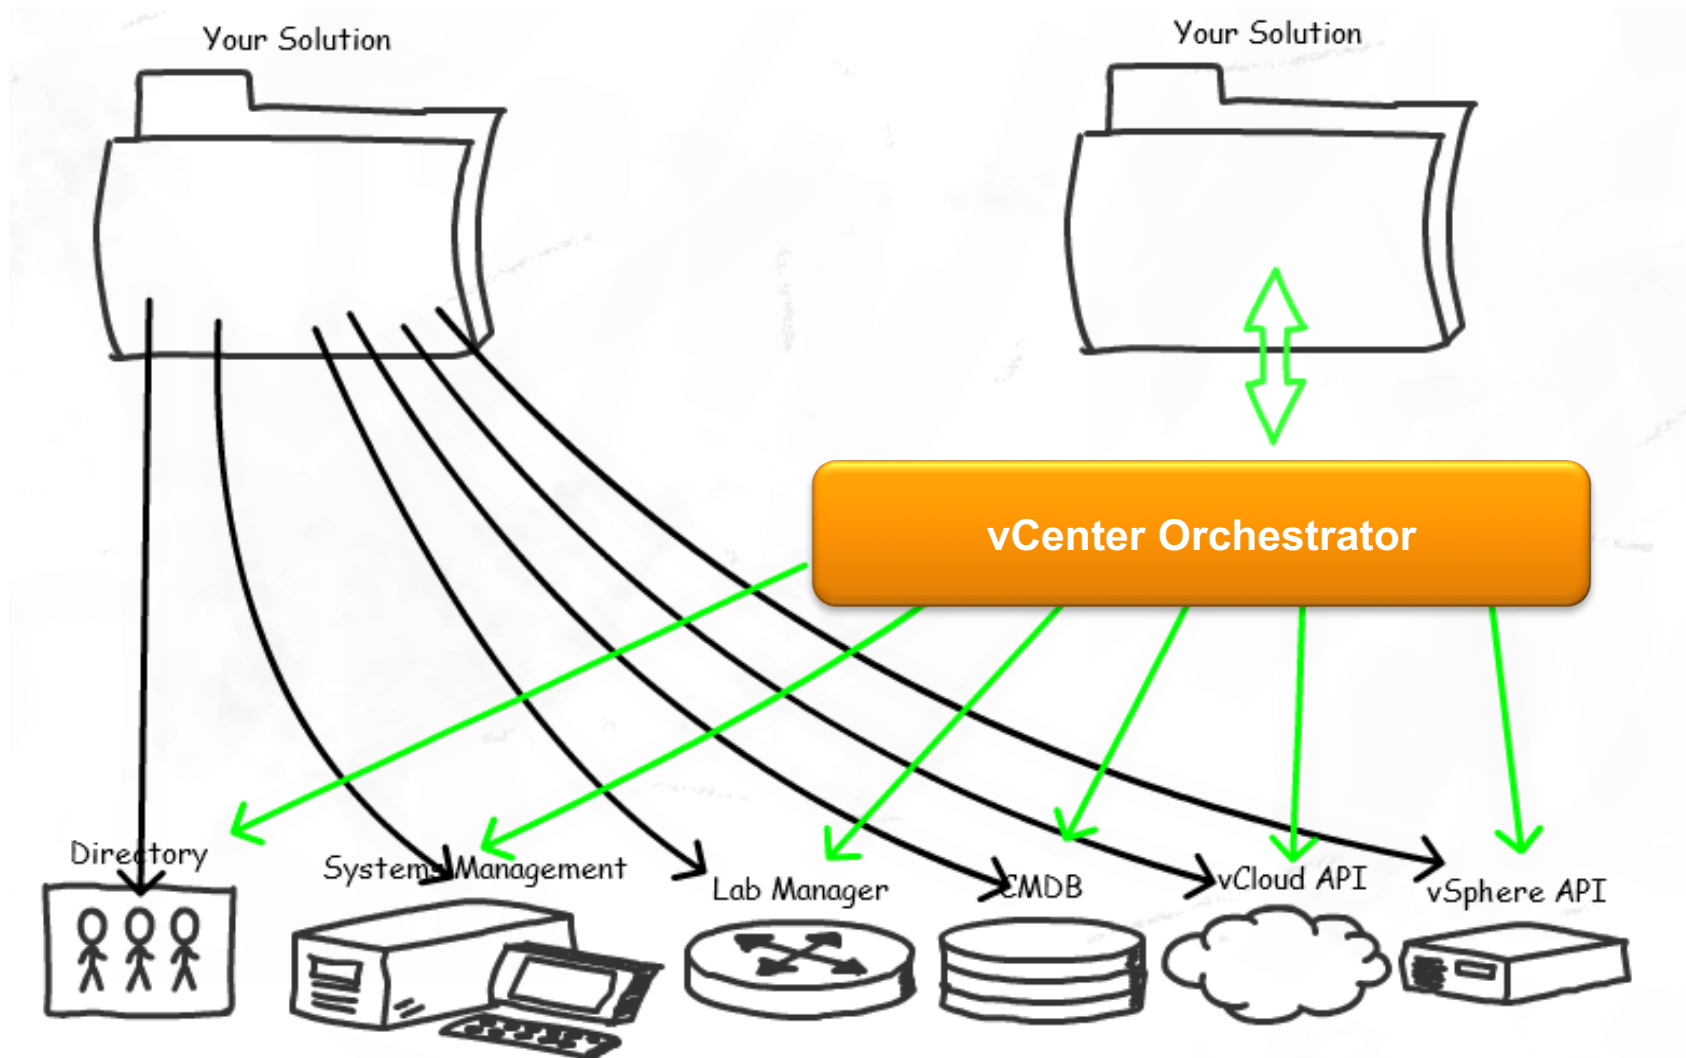 Your Solution
Your Solution
vCenter Orchestrator
Directory
Systems Management
Lab Manager
CMDB
vCloud API
vSphere API